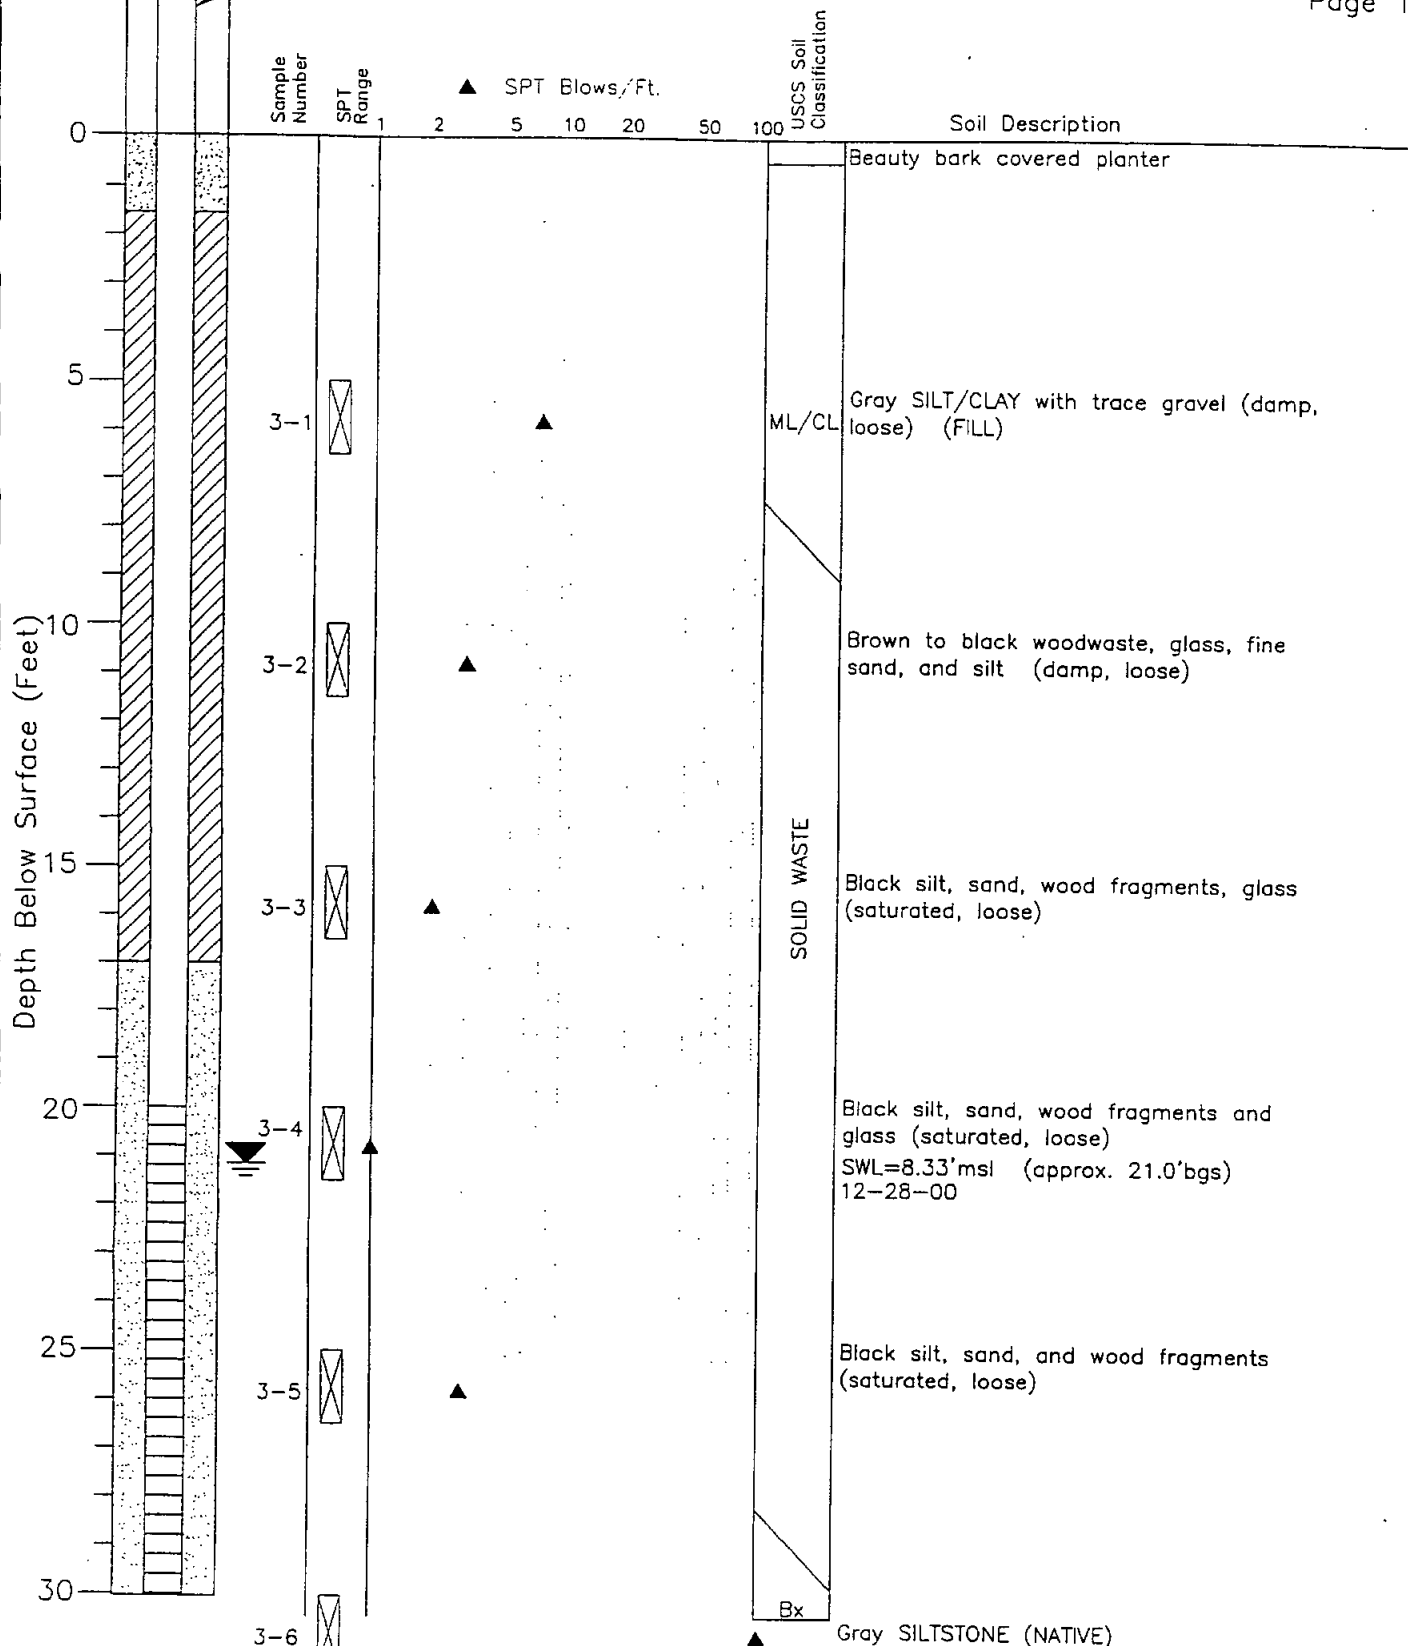 Page 1
Sample Number
SPT Range
▲ SPT Blows/Ft.
USCS Soil Classification
1 2 5 10 20 50 100
Soil Description
0
Beauty bark covered planter
5
3-1
ML/CL
Gray SILT/CLAY with trace gravel (damp,
loose) (FILL)
Depth Below Surface (Feet)
10
3-2
Brown to black woodwaste, glass, fine
sand, and silt (damp, loose)
SOLID WASTE
15
3-3
Black silt, sand, wood fragments, glass
(saturated, loose)
20
3-4
Black silt, sand, wood fragments and
glass (saturated, loose)
SWL=8.33'msl (approx. 21.0'bgs)
12-28-00
25
3-5
Black silt, sand, and wood fragments
(saturated, loose)
30
Bx
3-6
Gray SILTSTONE (NATIVE)